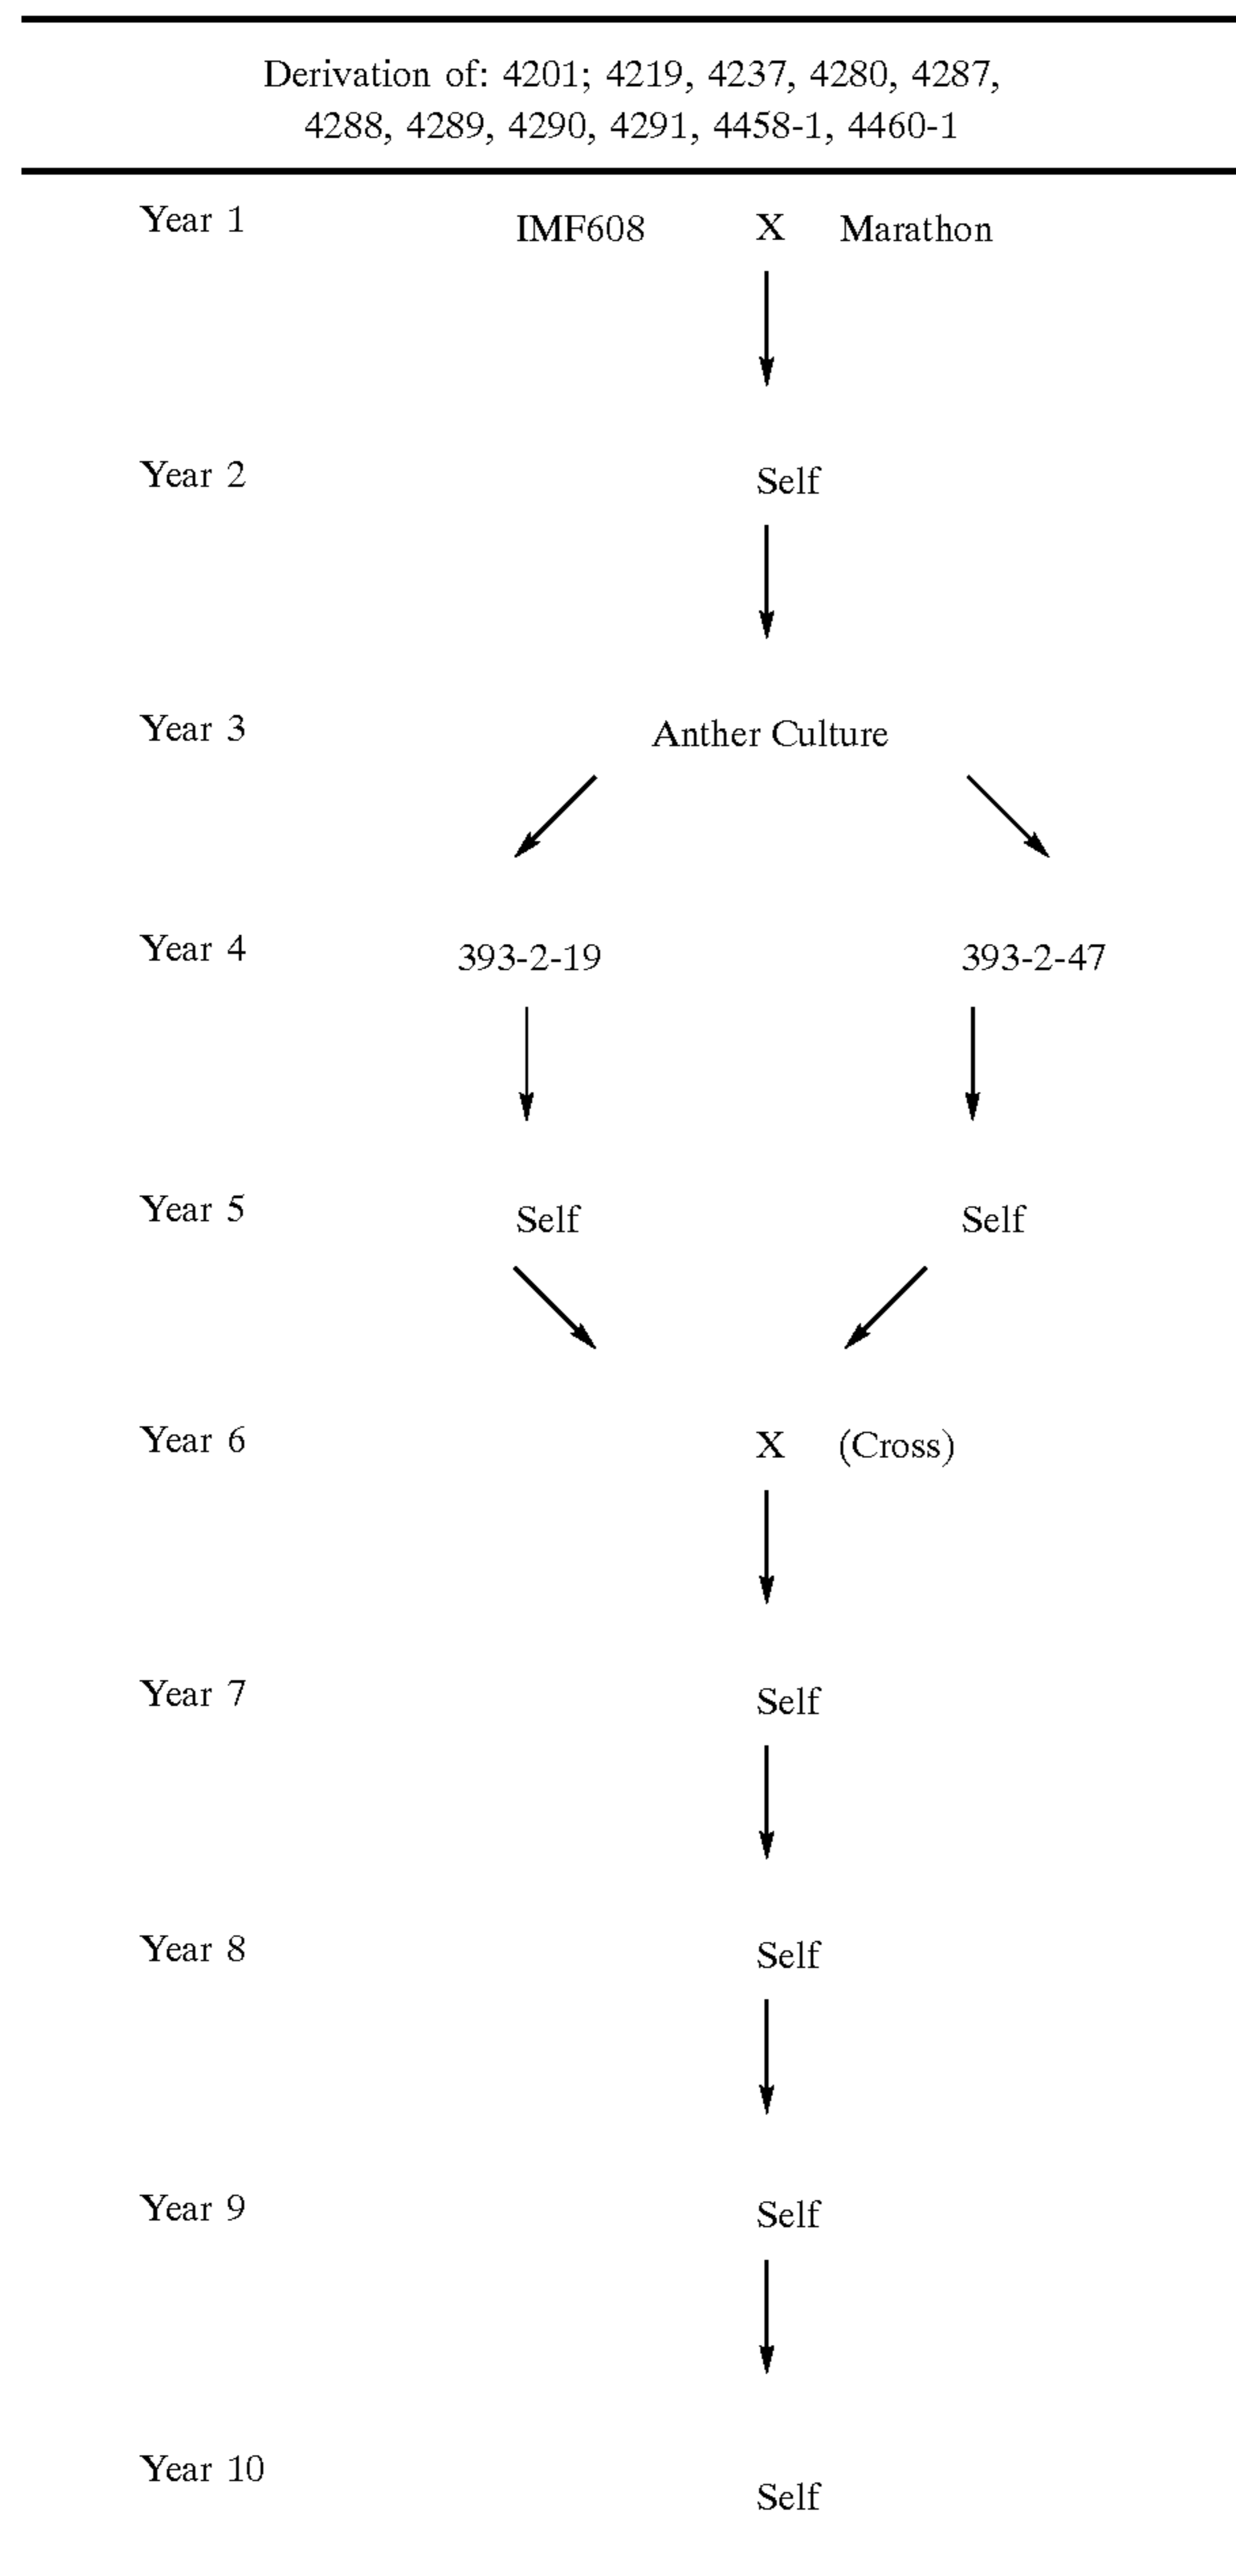 Derivation of: 4201; 4219, 4237, 4280, 4287,
4288, 4289, 4290, 4291, 4458-1, 4460-1
Year 1 IMF608 X Marathon
Year 2 Self
Year 3 Anther Culture
Year 4 393-2-19 393-2-47
Year 5 Self Self
Year 6 X (Cross)
Year 7 Self
Year 8 Self
Year 9 Self
Year 10 Self